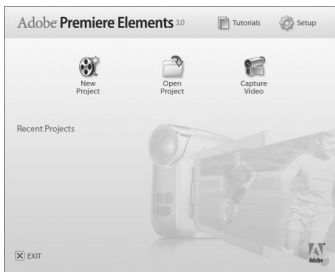 Adobe Premiere Elements 3.0
Tutorials
Setup
New
Project
Open
Project
Capture
Video
Recent Projects
EXIT
Adobe